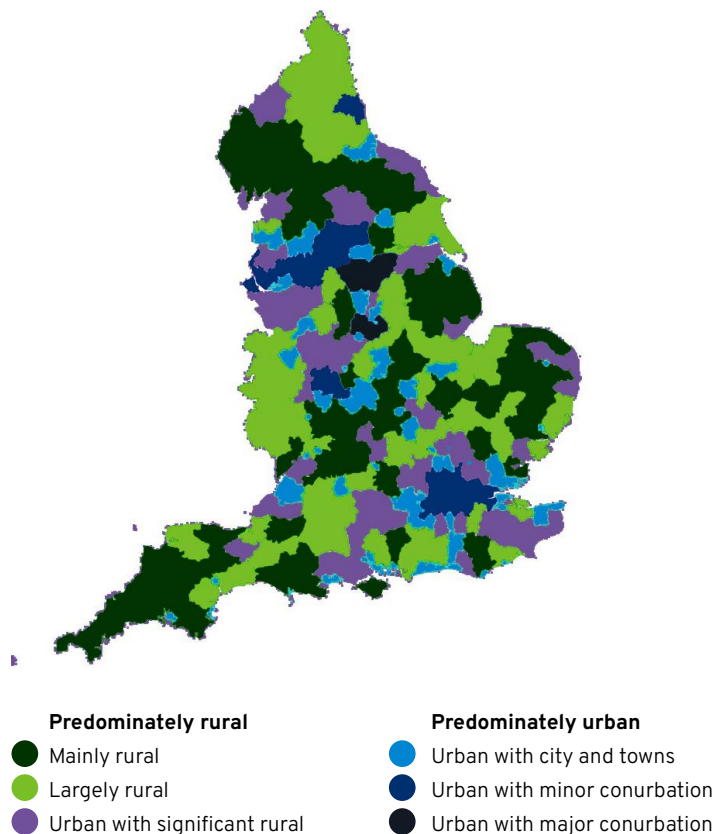 Predominately rural
Mainly rural
Largely rural
Urban with significant rural
Predominately urban
Urban with city and towns
Urban with minor conurbation
Urban with major conurbation